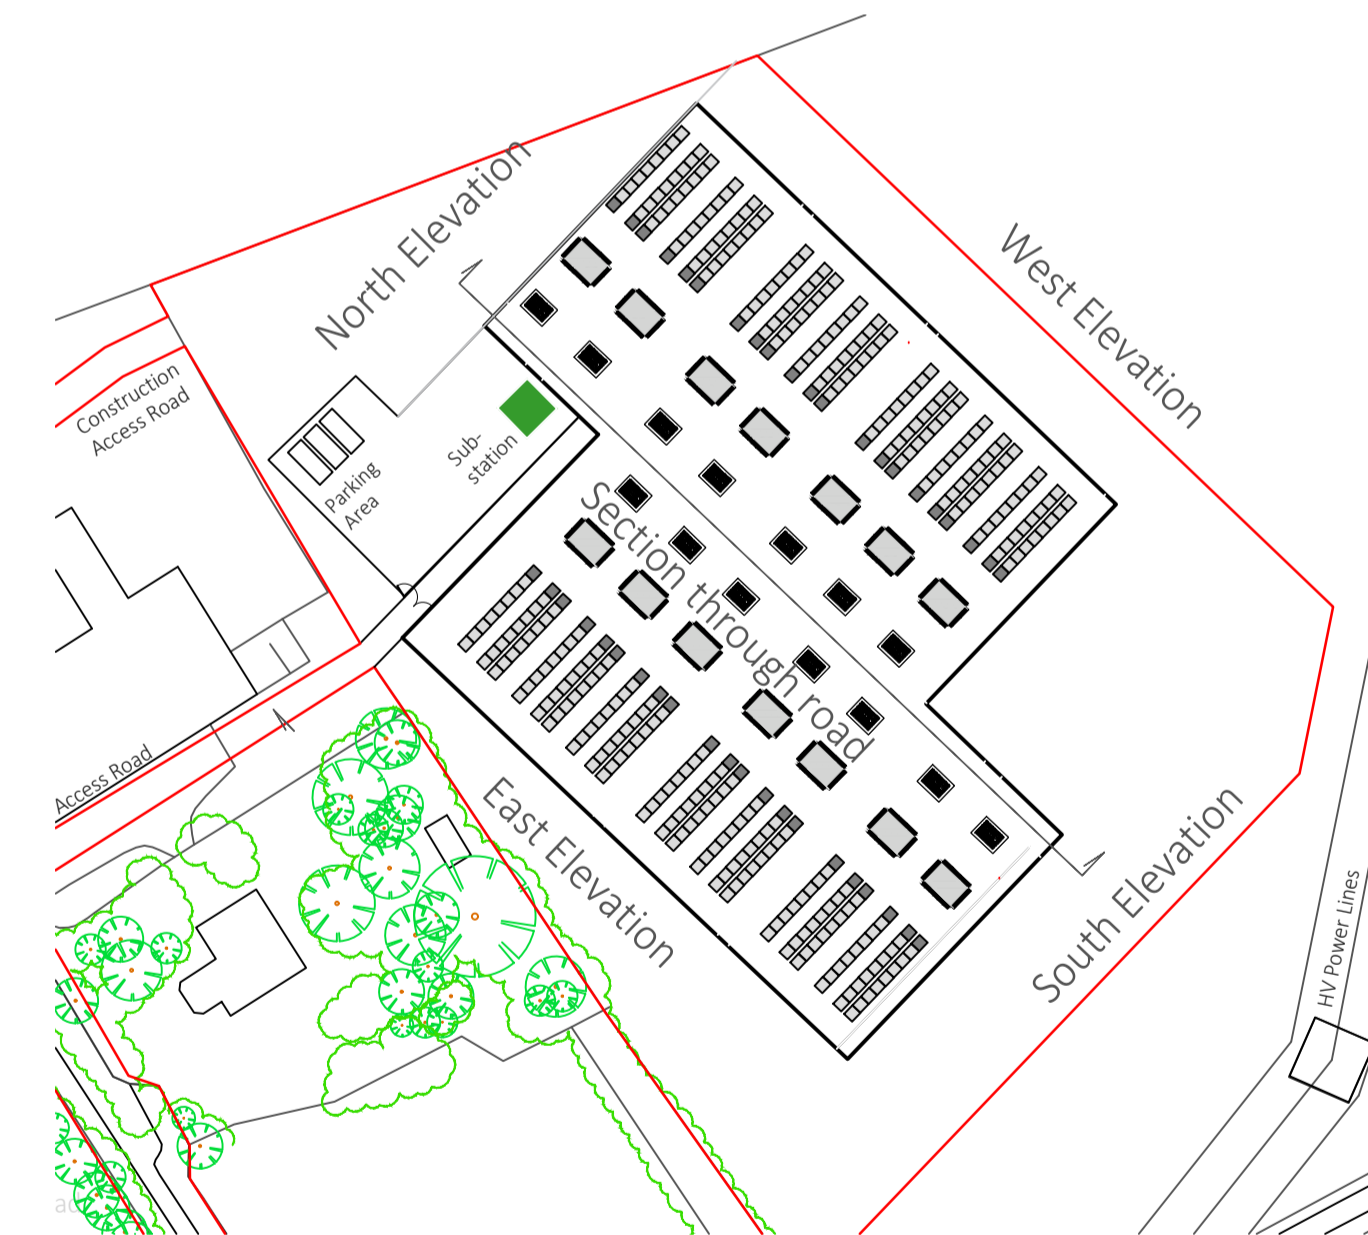 North Elevation
West Elevation
Construction
Access Road
Sub-
station
Parking
Area
Section through road
Access Road
East Elevation
South Elevation
HV Power Lines